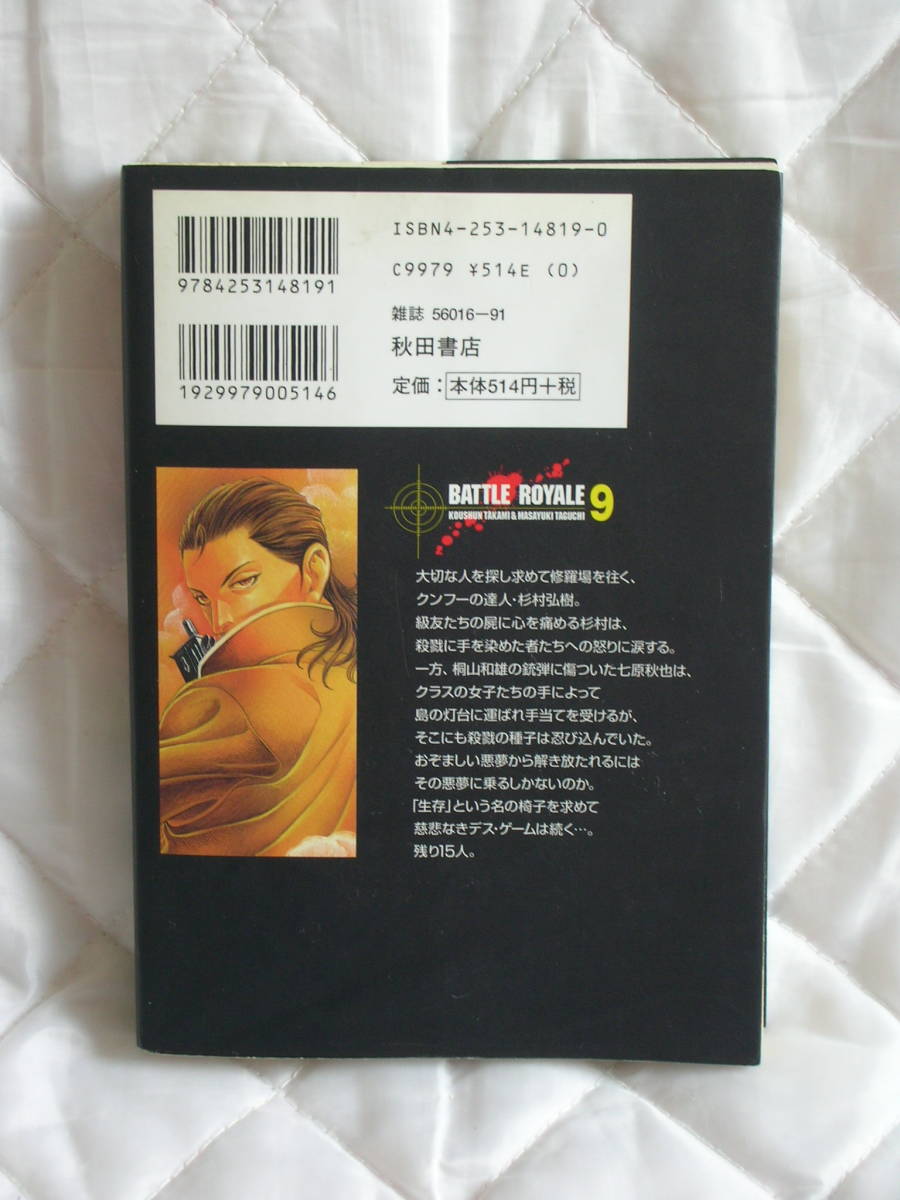 9784253148191
1929979005146
ISBN4-253-14819-0
C9979 ¥514E (0)
雑誌 56016-91
秋田書店
定価：本体514円+税
BATTLE ROYALE 9
KOUSHUN TAKAMI & MASAYUKI TAGUCHI
大切な人を探し求めて修羅場を往く、
クンフーの達人・杉村弘樹。
級友たちの屍に心を痛める杉村は、
殺戮に手を染めた者たちへの怒りに涙する。
一方、桐山和雄の銃弾に傷ついた七原秋也は、
クラスの女子たちの手によって
島の灯台に運ばれ手当てを受けるが、
そこにも殺戮の種子は忍び込んでいた。
おぞましい悪夢から解き放たれるには
その悪夢に乗るしかないのか。
「生存」という名の椅子を求めて
慈悲なきデス・ゲームは続く…。
残り15人。